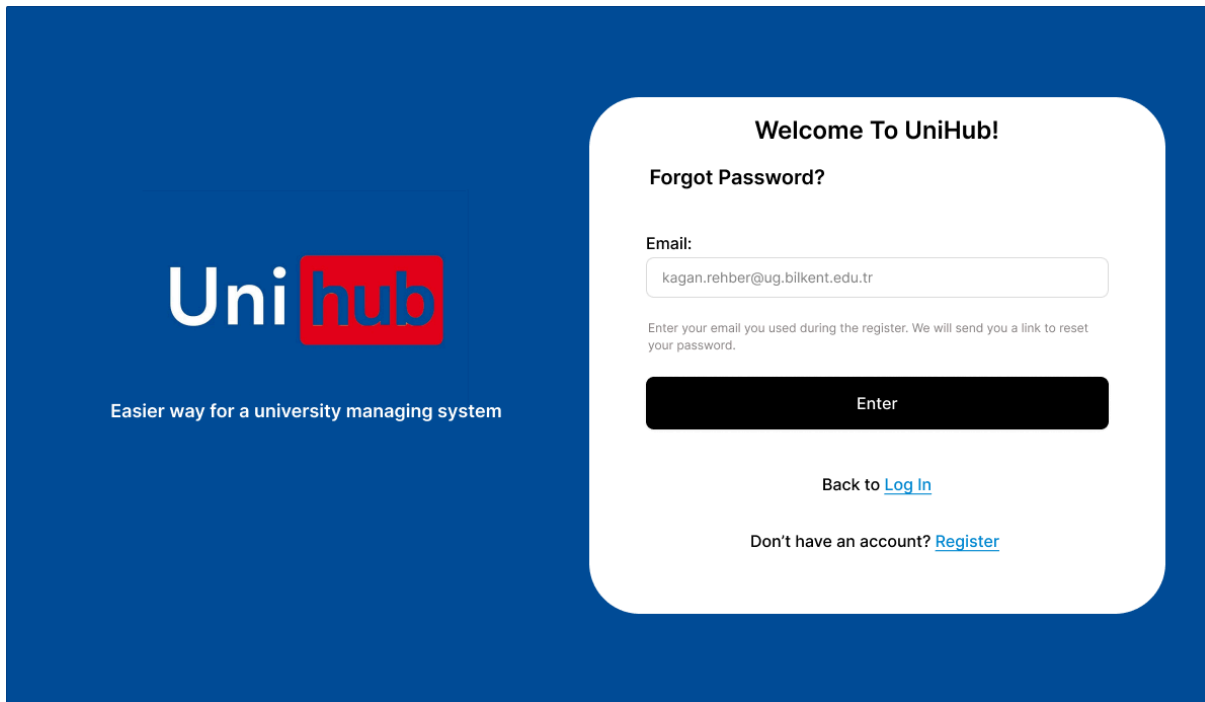 Uni hub
Easier way for a university managing system
Welcome To UniHub!
Forgot Password?
Email:
kagan.rehber@ug.bilkent.edu.tr
Enter your email you used during the register. We will send you a link to reset
your password.
Enter
Back to Log In
Don’t have an account? Register